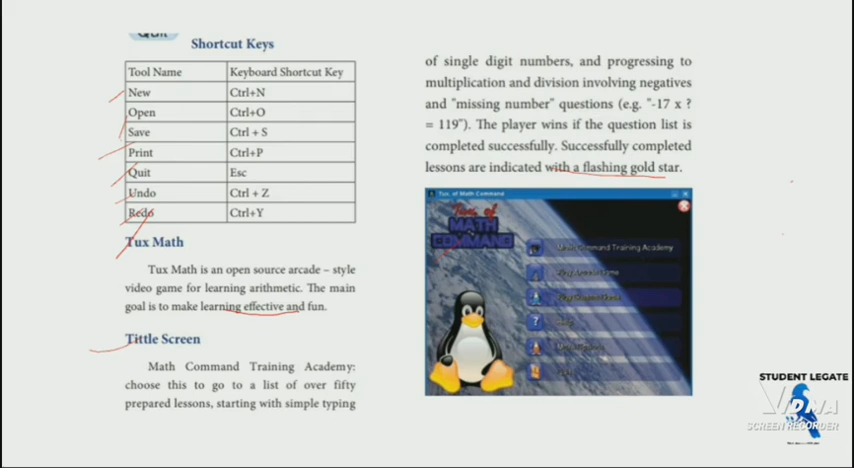 Quit
Shortcut Keys
Tool Name Keyboard Shortcut Key
New Ctrl+N
Open Ctrl+O
Save Ctrl + S
Print Ctrl+P
Quit Esc
Undo Ctrl + Z
Redo Ctrl+Y
Tux Math
Tux Math is an open source arcade – style
video game for learning arithmetic. The main
goal is to make learning effective and fun.
Tittle Screen
Math Command Training Academy:
choose this to go to a list of over fifty
prepared lessons, starting with simple typing
of single digit numbers, and progressing to
multiplication and division involving negatives
and "missing number" questions (e.g. "-17 x ?
= 119"). The player wins if the question list is
completed successfully. Successfully completed
lessons are indicated with a flashing gold star.
Tux, of Math Command
Tux of
MATH
COMMAND
Math Command Training Academy
Play Arcade Game
Help
STUDENT LEGATE
SCREEN RECORDER